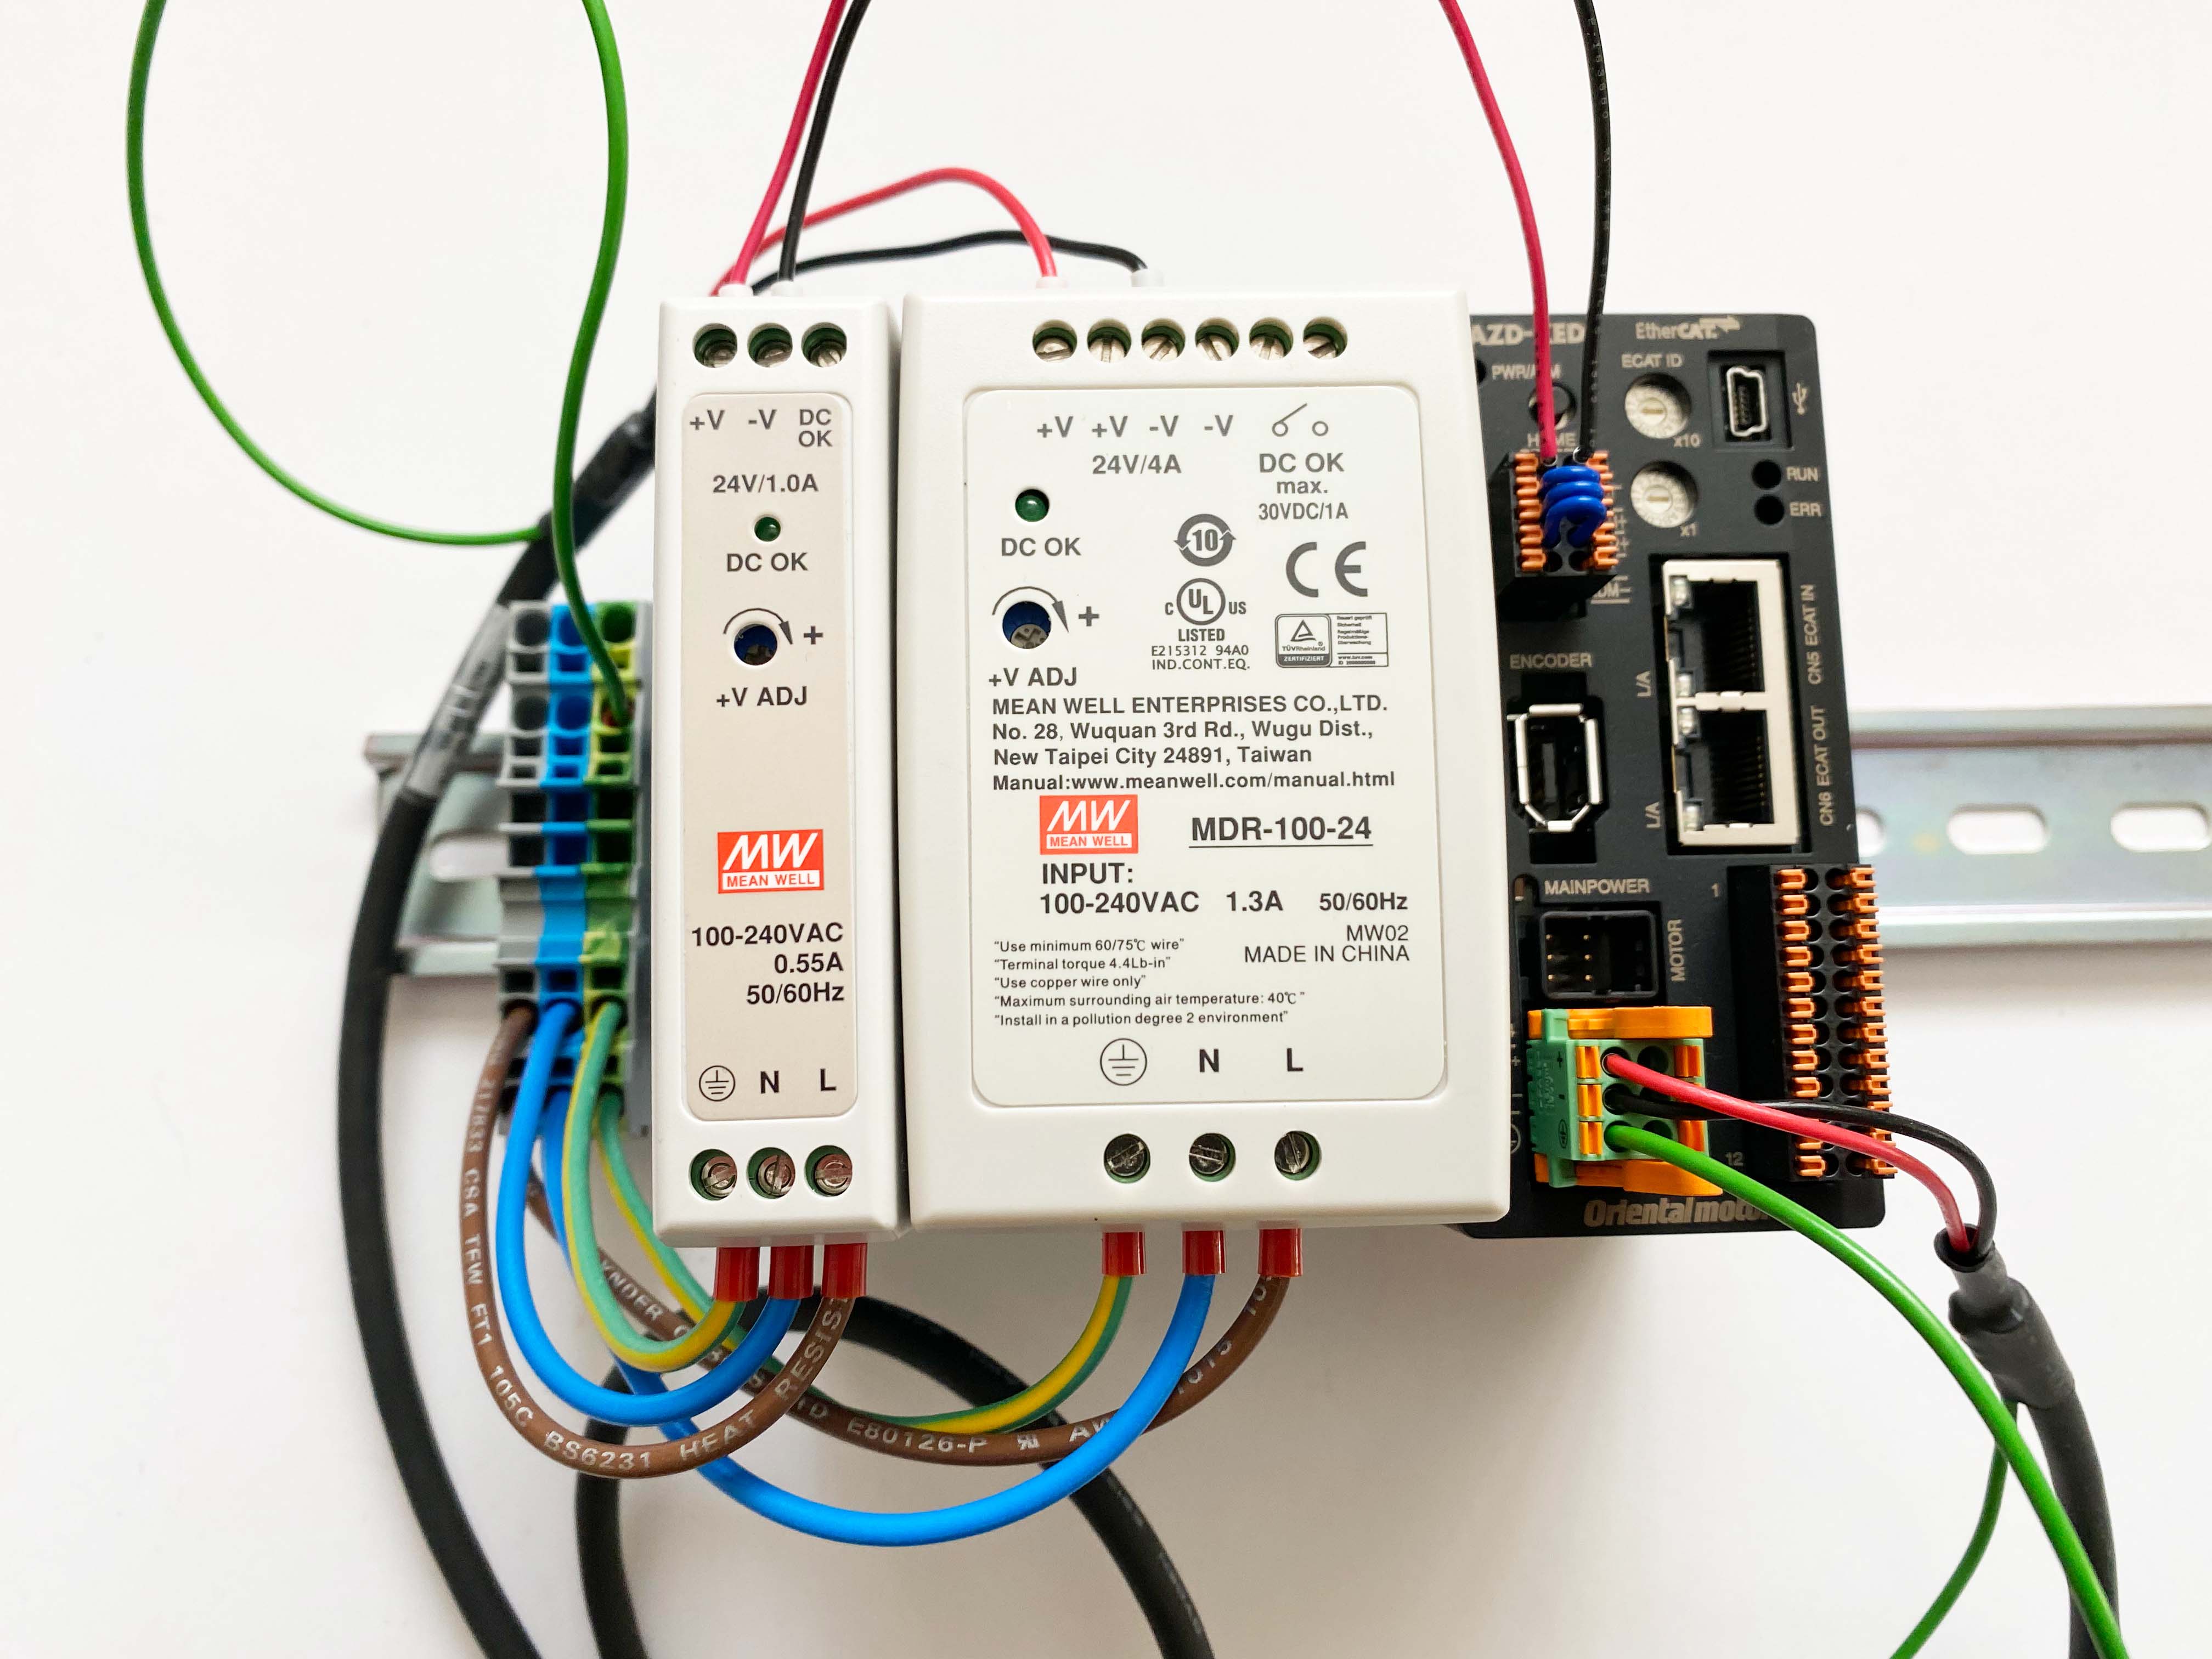 +V -V DC
OK
24V/1.0A
DC OK
+
+V ADJ
MW
MEAN WELL
100-240VAC
0.55A
50/60Hz
N L
+V +V -V -V
24V/4A
DC OK
max.
30VDC/1A
DC OK
10
CE
+
+V ADJ
C UL US
LISTED
E215312 94A0
IND.CONT.EQ.
TÜVRheinland
ZERTIFIZIERT
MEAN WELL ENTERPRISES CO.,LTD.
No. 28, Wuquan 3rd Rd., Wugu Dist.,
New Taipei City 24891, Taiwan
Manual:www.meanwell.com/manual.html
MW
MEAN WELL
MDR-100-24
INPUT:
100-240VAC 1.3A 50/60Hz
MW02
MADE IN CHINA
"Use minimum 60/75℃ wire"
"Terminal torque 4.4Lb-in"
"Use copper wire only"
"Maximum surrounding air temperature: 40℃"
"Install in a pollution degree 2 environment"
N L
EtherCAT
ECAT ID
x10
x1
RUN
ERR
ENCODER
L/A
CN5 ECAT IN
L/A
CN6 ECAT OUT
MAINPOWER
1
MOTOR
12
Orientalmotor
217833 CSA TEW FT1 105C BS6231 HEAT RESIS
E80126-P